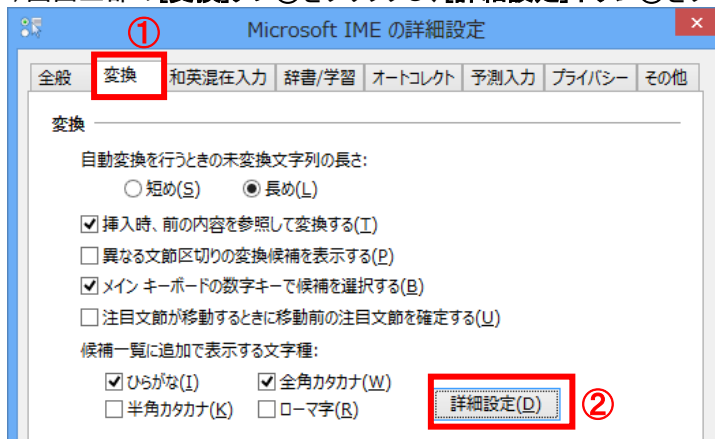 ①
Microsoft IME の詳細設定
全般 変換 和英混在入力 辞書/学習 オートコレクト 予測入力 プライバシー その他
変換
自動変換を行うときの未変換文字列の長さ:
短め(S) 長め(L)
挿入時、前の内容を参照して変換する(T)
異なる文節区切りの変換候補を表示する(P)
メイン キーボードの数字キーで候補を選択する(B)
注目文節が移動するときに移動前の注目文節を確定する(U)
候補一覧に追加で表示する文字種:
ひらがな(I) 全角カタカナ(W)
半角カタカナ(K) ローマ字(R)
詳細設定(D) ②